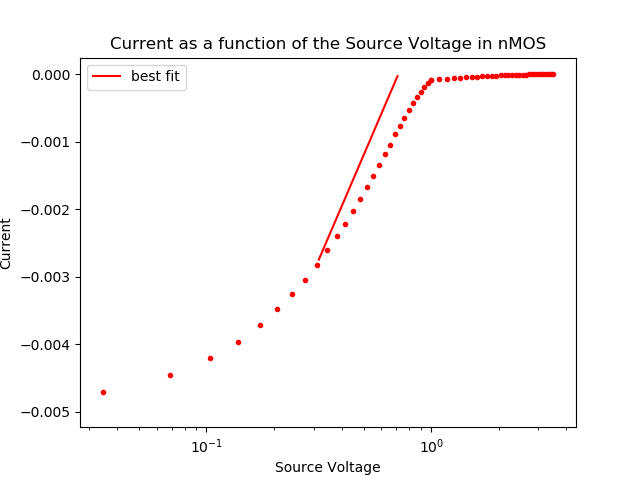 Current as a function of the Source Voltage in nMOS
best fit
0.000
−0.001
−0.002
−0.003
−0.004
−0.005
Current
10⁻¹
10⁰
Source Voltage